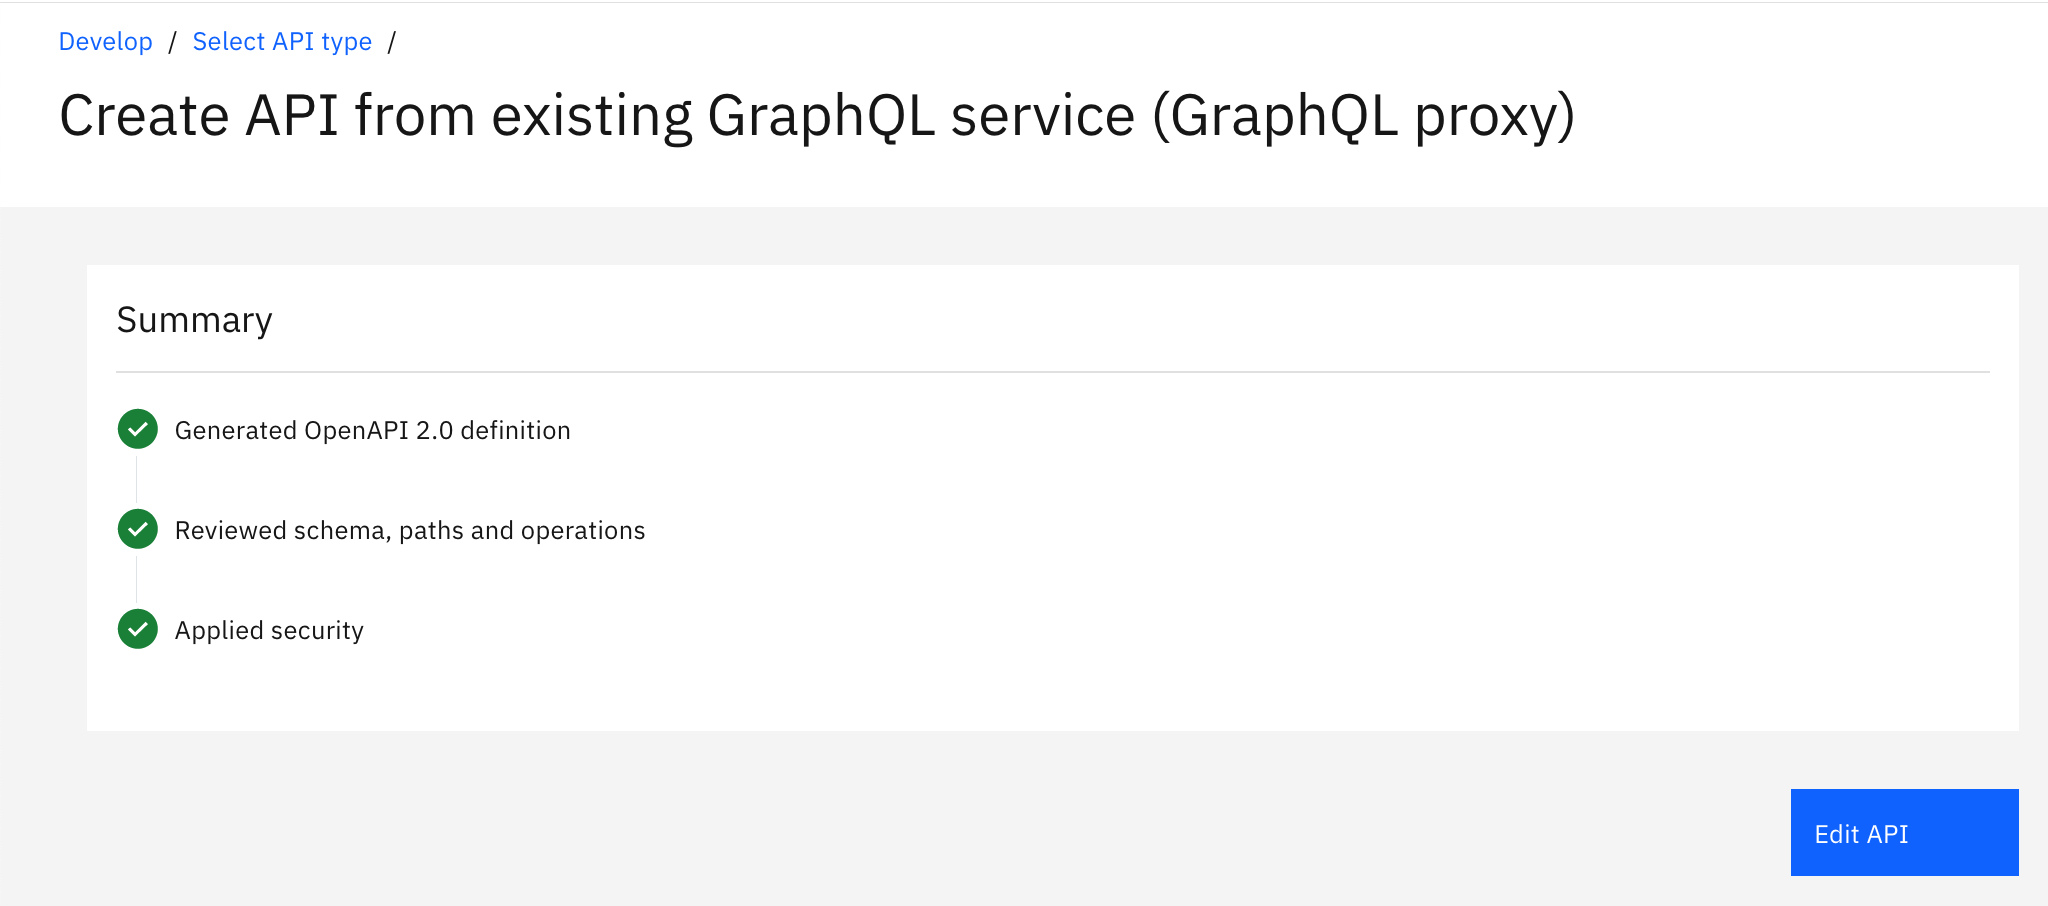 Develop / Select API type /
Create API from existing GraphQL service (GraphQL proxy)
Summary
Generated OpenAPI 2.0 definition
Reviewed schema, paths and operations
Applied security
Edit API